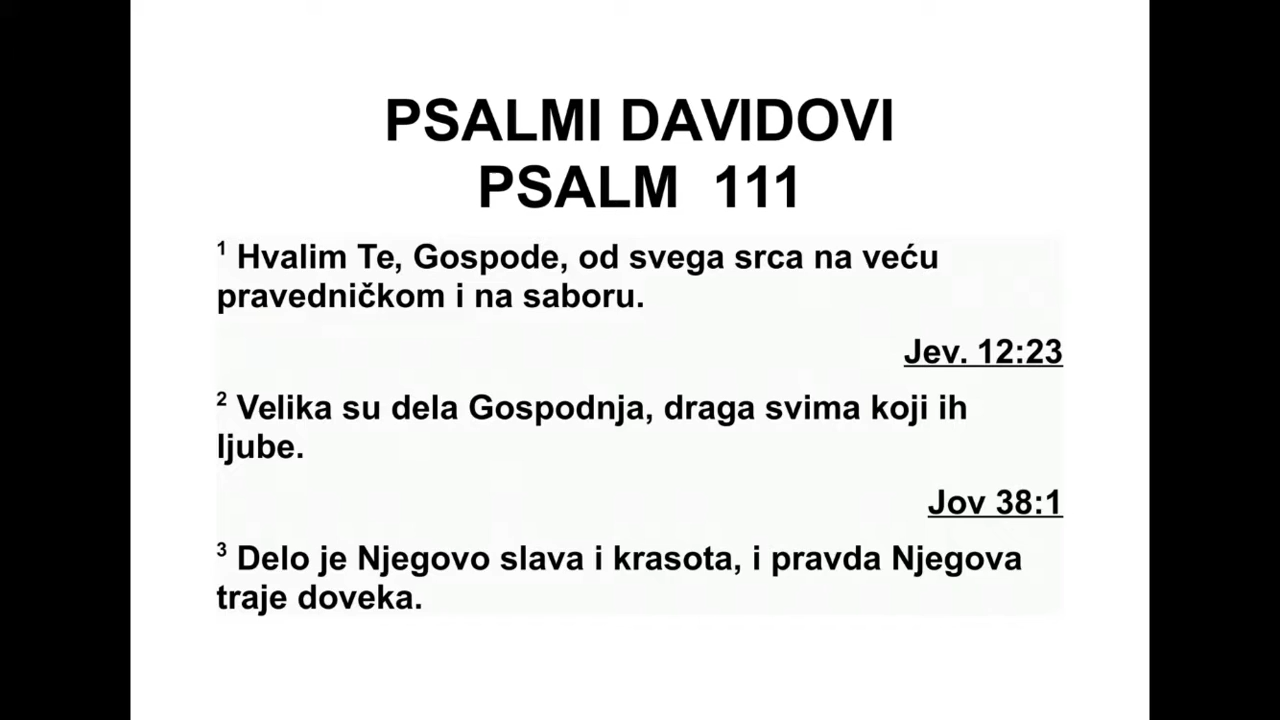 PSALMI DAVIDOVI
PSALM 111
1 Hvalim Te, Gospode, od svega srca na veću
pravedničkom i na saboru.
Jev. 12:23
2 Velika su dela Gospodnja, draga svima koji ih
ljube.
Jov 38:1
3 Delo je Njegovo slava i krasota, i pravda Njegova
traje doveka.